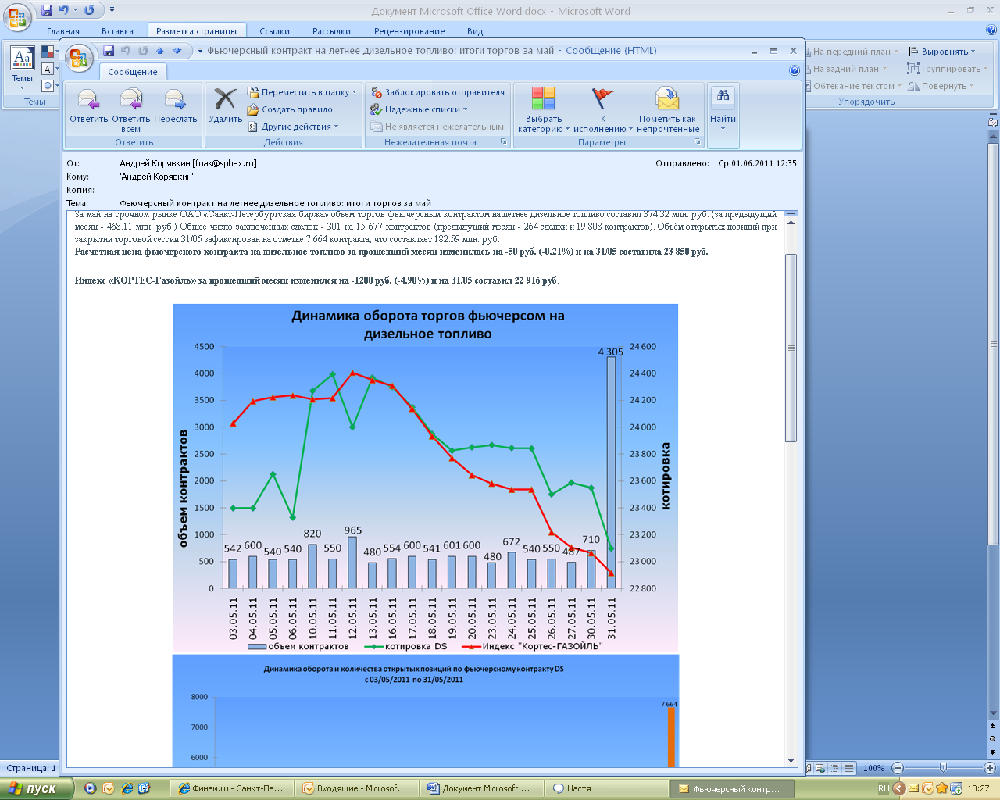 Документ Microsoft Office Word.docx - Microsoft Word
Главная Вставка Разметка страницы Ссылки Рассылки Рецензирование Вид
Темы
Темы
На передний план
На задний план
Обтекание текстом
Выровнять
Группировать
Повернуть
Упорядочить
Фьючерсный контракт на летнее дизельное топливо: итоги торгов за май - Сообщение (HTML)
Сообщение
Ответить
Ответить всем
Переслать
Ответить
Удалить
Переместить в папку
Создать правило
Другие действия
Действия
Заблокировать отправителя
Надежные списки
Не является нежелательным
Нежелательная почта
Выбрать категорию
К исполнению
Пометить как непрочтенные
Параметры
Найти
От: Андрей Корявкин [fnak@spbex.ru]
Отправлено: Ср 01.06.2011 12:35
Кому: 'Андрей Корявкин'
Копия:
Тема: Фьючерсный контракт на летнее дизельное топливо: итоги торгов за май
За май на срочном рынке ОАО «Санкт-Петербургская биржа» объем торгов фьючерсным контрактом на летнее дизельное топливо составил 374.32 млн. руб. (за предыдущий
месяц - 468.11 млн. руб.) Общее число заключенных сделок - 301 на 15 677 контрактов (предыдущий месяц - 264 сделки и 19 808 контрактов). Объём открытых позиций при
закрытии торговой сессии 31/05 зафиксирован на отметке 7 664 контракта, что составляет 182.59 млн. руб.
Расчетная цена фьючерсного контракта на дизельное топливо за прошедший месяц изменилась на -50 руб. (-0.21%) и на 31/05 составила 23 850 руб.
Индекс «КОРТЕС-Газойль» за прошедший месяц изменился на -1200 руб. (-4.98%) и на 31/05 составил 22 916 руб.
Динамика оборота торгов фьючерсом на
дизельное топливо
4500
4000
3500
3000
2500
2000
1500
1000
500
0
объем контрактов
24 600
24 400
24 200
24 000
23 800
23 600
23 400
23 200
23 000
22 800
котировка
542 600 540 540 820 550 965 480 554 600 541 601 600 480 672 540 550 487 710 4 305
03.05.11 04.05.11 05.05.11 06.05.11 10.05.11 11.05.11 12.05.11 13.05.11 16.05.11 17.05.11 18.05.11 19.05.11 20.05.11 23.05.11 24.05.11 25.05.11 26.05.11 27.05.11 30.05.11 31.05.11
объем контрактов котировка DS Индекс "Кортес-ГАЗОЙЛЬ"
Динамика оборота и количества открытых позиций по фьючерсному контракту DS
с 03/05/2011 по 31/05/2011
8000
7000
6000
7 664
Страница: 1
100%
пуск
Финам.ru - Санкт-Пе...
Входящие - Microsof...
Документ Microsoft ...
Настя
Фьючерсный контр...
RU
13:27